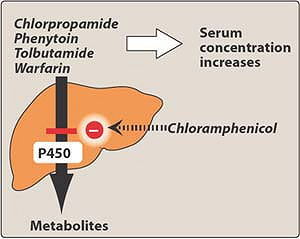 Chlorpropamide
Phenytoin
Tolbutamide
Warfarin
Serum
concentration
increases
Chloramphenicol
P450
Metabolites